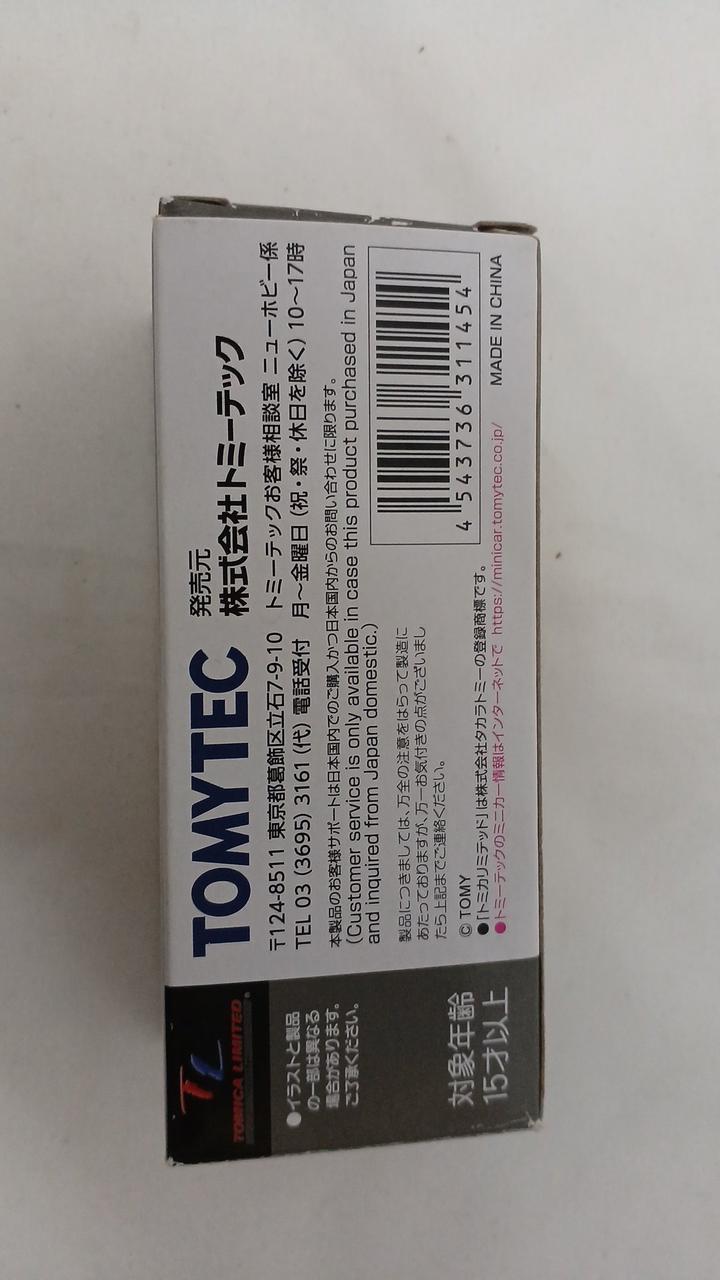 TOMYTEC
発売元
株式会社トミーテック
〒124-8511 東京都葛飾区立石7-9-10 トミーテックお客様相談室 ニューホビー係
TEL 03 (3695) 3161 (代) 電話受付 月～金曜日 (祝・祭・休日を除く) 10～17時
本製品のお客様サポートは日本国内でのご購入かつ日本国内からのお問い合わせに限ります。
(Customer service is only available in case this product purchased in Japan
and inquired from Japan domestic.)
製品につきましては、万全の注意をはらって製造に
あたっておりますが、万一お気付きの点がございまし
たら上記までご連絡ください。
© TOMY
●「トミカリミテッド」は株式会社タカラトミーの登録商標です。
●トミーテックのミニカー情報はインターネットで https://minicar.tomytec.co.jp/
4 543736 311454
MADE IN CHINA
TL
TOMICA LIMITED®
●イラストと製品
の一部は異なる
場合があります。
ご了承ください。
対象年齢
15才以上